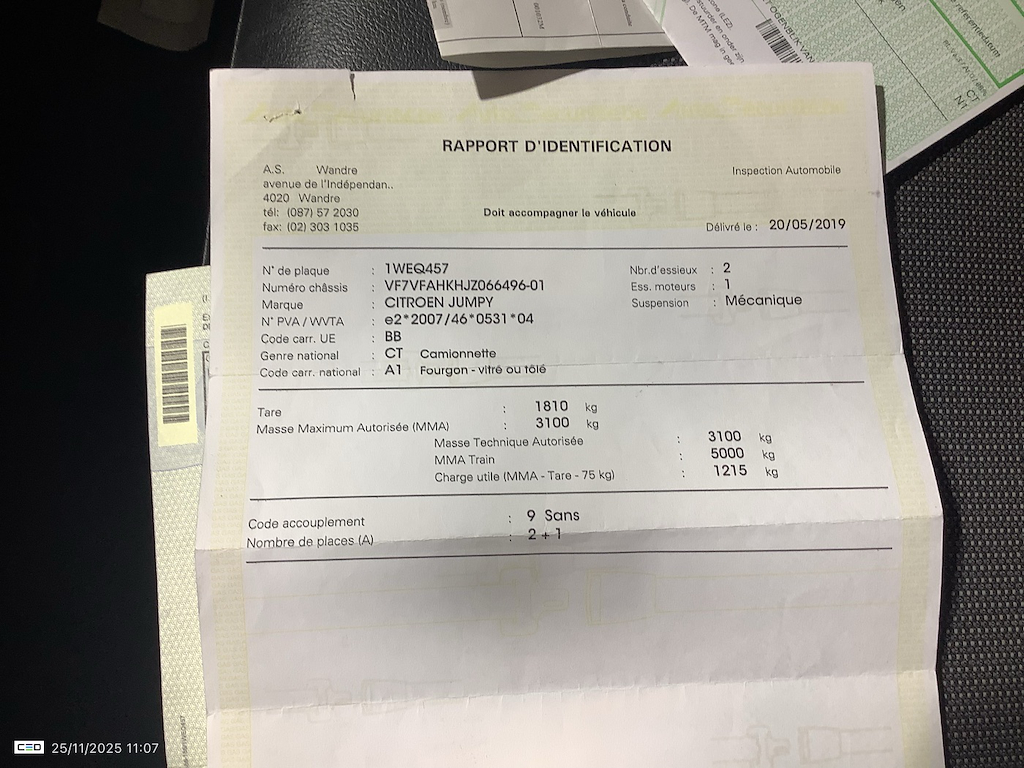 RAPPORT D'IDENTIFICATION
A.S. Wandre
avenue de l'Indépendan..
4020 Wandre
tél: (087) 57 2030
fax: (02) 303 1035
Inspection Automobile
Doit accompagner le véhicule
Délivré le : 20/05/2019
N° de plaque : 1WEQ457
Numéro châssis : VF7VFAHKHJZ066496-01
Marque : CITROEN JUMPY
N° PVA / WVTA : e2*2007/46*0531*04
Code carr. UE : BB
Genre national : CT Camionnette
Code carr. national : A1 Fourgon - vitré ou tôlé
Nbr.d'essieux : 2
Ess. moteurs : 1
Suspension : Mécanique
Tare : 1810 kg
Masse Maximum Autorisée (MMA) : 3100 kg
Masse Technique Autorisée : 3100 kg
MMA Train : 5000 kg
Charge utile (MMA - Tare - 75 kg) : 1215 kg
Code accouplement : 9 Sans
Nombre de places (A) : 2 + 1
CT
N1
CEO 25/11/2025 11:07